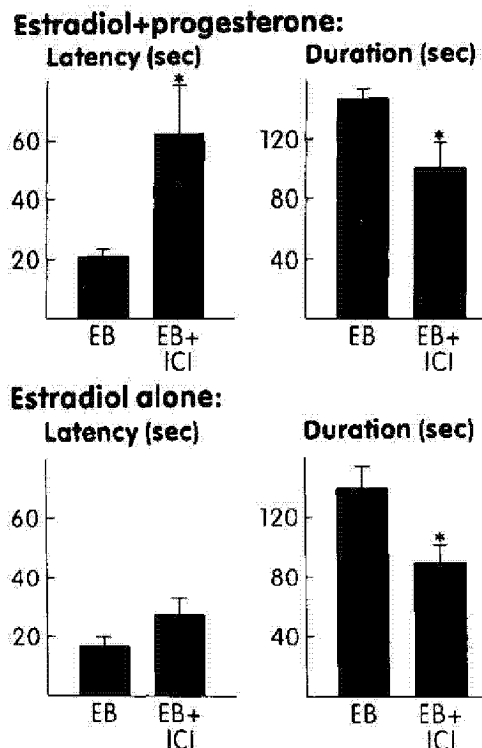 Estradiol+progesterone:
Latency (sec)
Duration (sec)
*
60
40
20
EB
EB+
ICI
*
120
80
40
EB
EB+
ICI
Estradiol alone:
Latency (sec)
Duration (sec)
60
40
20
EB
EB+
ICI
*
120
80
40
EB
EB+
ICI